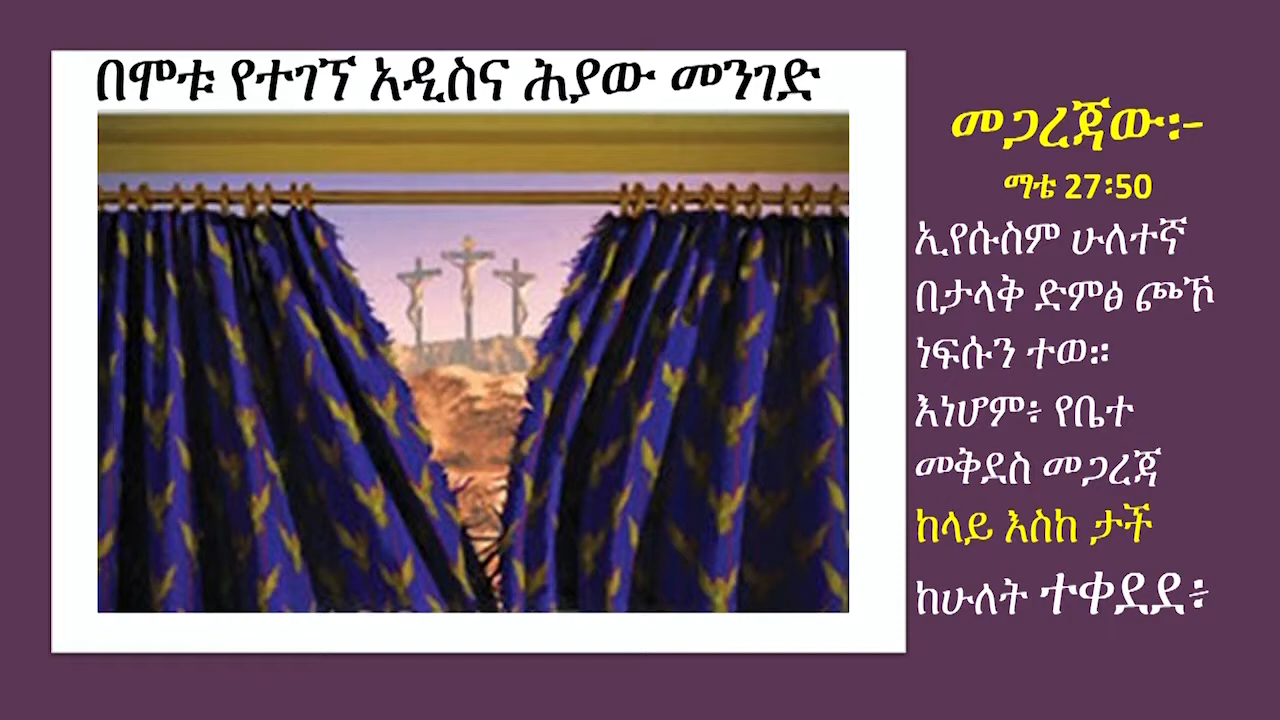 በሞቱ የተገኘ አዲስና ሕያው መንገድ
መጋረጃው፡-
ማቴ 27፡50
ኢየሱስም ሁለተኛ
በታላቅ ድምፅ ጮኾ
ነፍሱን ተወ።
እነሆም፥ የቤተ
መቅደስ መጋረጃ
ከላይ እስከ ታች
ከሁለት ተቀደደ፥